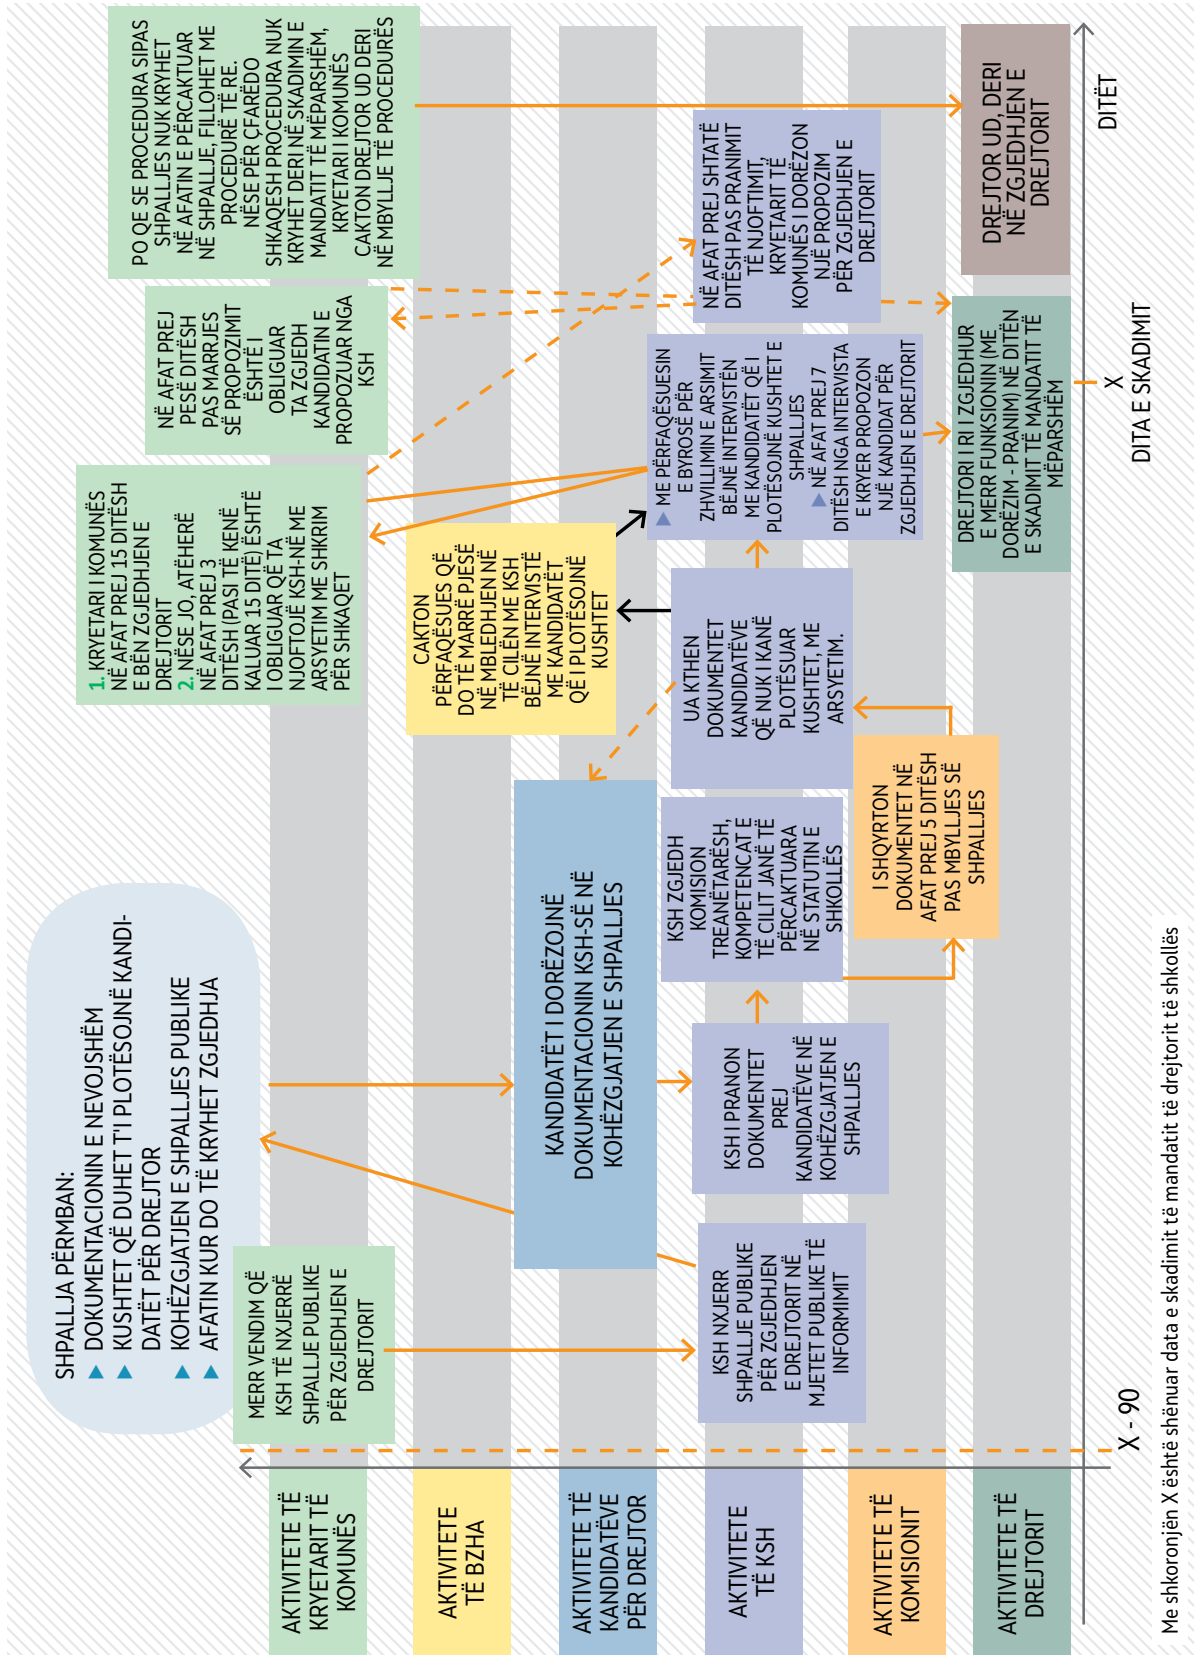 SHPALLJA PËRMBAN:
DOKUMENTACIONIN E NEVOJSHËM
KUSHTET QË DUHET T'I PLOTËSOJNË KANDI-
DATËT PËR DREJTOR
KOHËZGJATJEN E SHPALLJES PUBLIKE
AFATIN KUR DO TË KRYHET ZGJEDHJA
AKTIVITETE TË
KRYETARIT TË
KOMUNËS
MERR VENDIM QË
KSH TË NXJERRË
SHPALLJE PUBLIKE
PËR ZGJEDHJEN E
DREJTORIT
1. KRYETARI I KOMUNËS
NË AFAT PREJ 15 DITËSH
E BËN ZGJEDHJEN E
DREJTORIT
2. NËSE JO, ATËHERË
NË AFAT PREJ 3
DITËSH (PASI TË KENË
KALUAR 15 DITË) ËSHTË
I OBLIGUAR QË TA
NJOFTOJË KSH-NË ME
ARSYETIM ME SHKRIM
PËR SHKAQET
NË AFAT PREJ
PESË DITËSH
PAS MARRJES
SË PROPOZIMIT
ËSHTË I
OBLIGUAR
TA ZGJEDH
KANDIDATIN E
PROPOZUAR NGA
KSH
PO QE SE PROCEDURA SIPAS
SHPALLJES NUK KRYHET
NË AFATIN E PËRCAKTUAR
NË SHPALLJE, FILLOHET ME
PROCEDURË TË RE.
NËSE PËR ÇFARËDO
SHKAQESH PROCEDURA NUK
KRYHET DERI NË SKADIMIN E
MANDATIT TË MËPARSHËM,
KRYETARI I KOMUNËS
CAKTON DREJTOR UD DERI
NË MBYLLJE TË PROCEDURËS
AKTIVITETE
TË BZHA
CAKTON
PËRFAQËSUES QË
DO TË MARRË PJESË
NË MBLEDHJEN NË
TË CILËN ME KSH
BËJNË INTERVISTË
ME KANDIDATËT
QË I PLOTËSOJNË
KUSHTET
AKTIVITETE TË
KANDIDATËVE
PËR DREJTOR
KANDIDATËT I DORËZOJNË
DOKUMENTACIONIN KSH-SË NË
KOHËZGJATJEN E SHPALLJES
AKTIVITETE
TË KSH
KSH NXJERR
SHPALLJE PUBLIKE
PËR ZGJEDHJEN
E DREJTORIT NË
MJETET PUBLIKE TË
INFORMIMIT
KSH I PRANON
DOKUMENTET
PREJ
KANDIDATËVE NË
KOHËZGJATJEN E
SHPALLJES
KSH ZGJEDH
KOMISION
TREANËTARËSH,
KOMPETENCAT E
TË CILIT JANË TË
PËRCAKTUARA
NË STATUTIN E
SHKOLLËS
UA KTHEN
DOKUMENTET
KANDIDATËVE
QË NUK I KANË
PLOTËSUAR
KUSHTET, ME
ARSYETIM.
ME PËRFAQËSUESIN
E BYROSË PËR
ZHVILLIMIN E ARSIMIT
BËJNË INTERVISTËN
ME KANDIDATËT QË I
PLOTËSOJNË KUSHTET E
SHPALLJES
NË AFAT PREJ 7
DITËSH NGA INTERVISTA
E KRYER PROPOZON
NJË KANDIDAT PËR
ZGJEDHJEN E DREJTORIT
NË AFAT PREJ SHTATË
DITËSH PAS PRANIMIT
TË NJOFTIMIT,
KRYETARIT TË
KOMUNËS I DORËZON
NJË PROPOZIM
PËR ZGJEDHJEN E
DREJTORIT
AKTIVITETE TË
KOMISIONIT
I SHQYRTON
DOKUMENTET NË
AFAT PREJ 5 DITËSH
PAS MBYLLJES SË
SHPALLJES
AKTIVITETE TË
DREJTORIT
DREJTORI I RI I ZGJEDHUR
E MERR FUNKSIONIN (ME
DORËZIM - PRANIM) NË DITËN
E SKADIMIT TË MANDATIT TË
MËPARSHËM
DREJTOR UD, DERI
NË ZGJEDHJEN E
DREJTORIT
X - 90
X
DITA E SKADIMIT
DITËT
Me shkoronjën X është shënuar data e skadimit të mandatit të drejtorit të shkollës